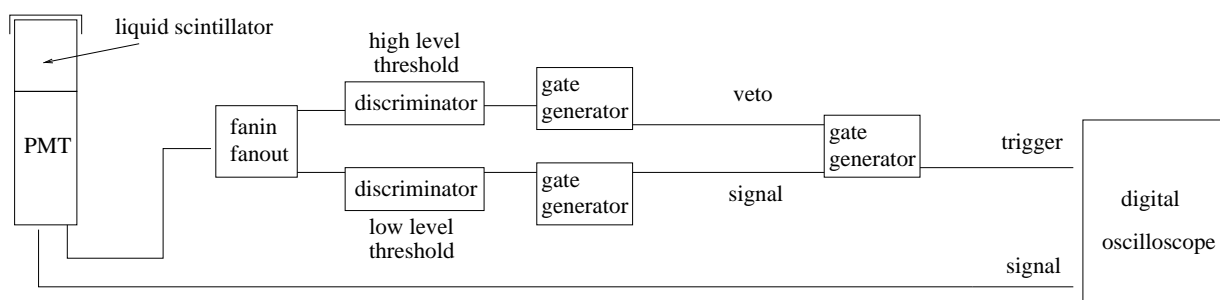 liquid scintillator
PMT
fanin
fanout
high level
threshold
discriminator
gate
generator
veto
discriminator
low level
threshold
gate
generator
signal
gate
generator
trigger
signal
digital
oscilloscope